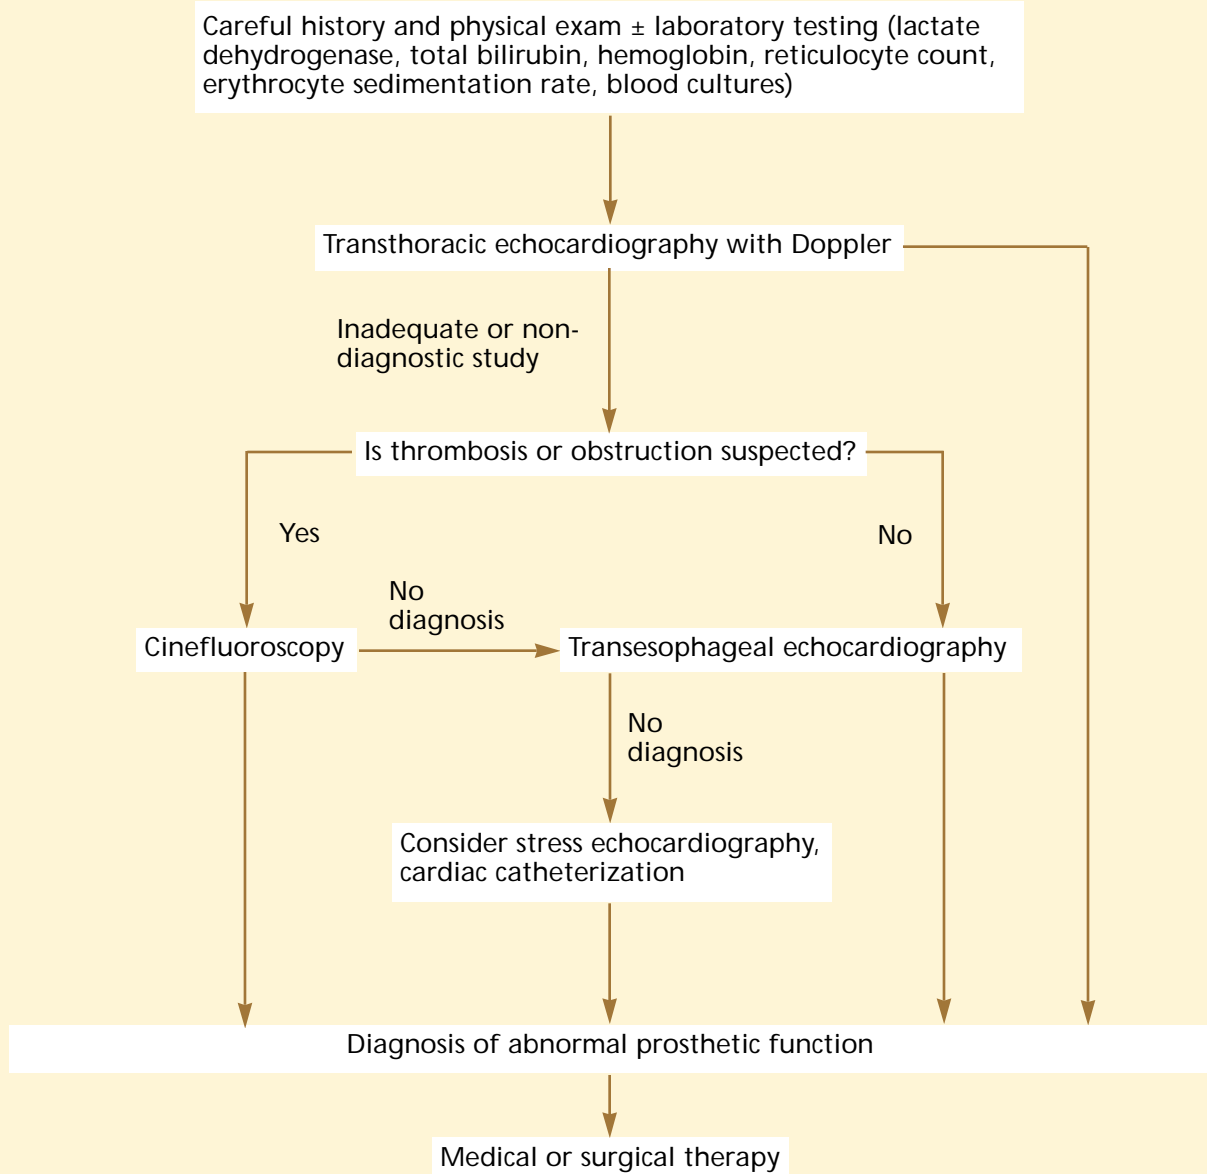 Careful history and physical exam ± laboratory testing (lactate
dehydrogenase, total bilirubin, hemoglobin, reticulocyte count,
erythrocyte sedimentation rate, blood cultures)
Transthoracic echocardiography with Doppler
Inadequate or non-
diagnostic study
Is thrombosis or obstruction suspected?
Yes
No
No
diagnosis
Cinefluoroscopy
Transesophageal echocardiography
No
diagnosis
Consider stress echocardiography,
cardiac catheterization
Diagnosis of abnormal prosthetic function
Medical or surgical therapy